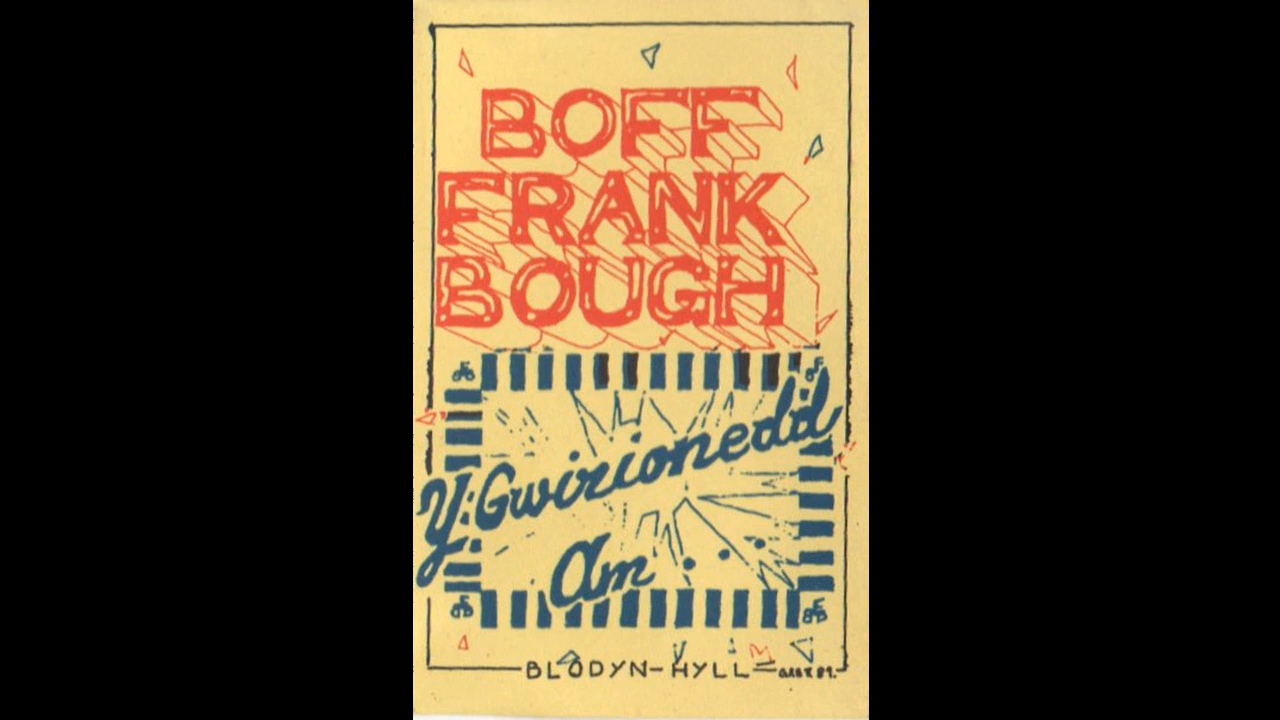 BOFF
FRANK
BOUGH
Y Gwirionedd
Am...
BLODYN-HYLL